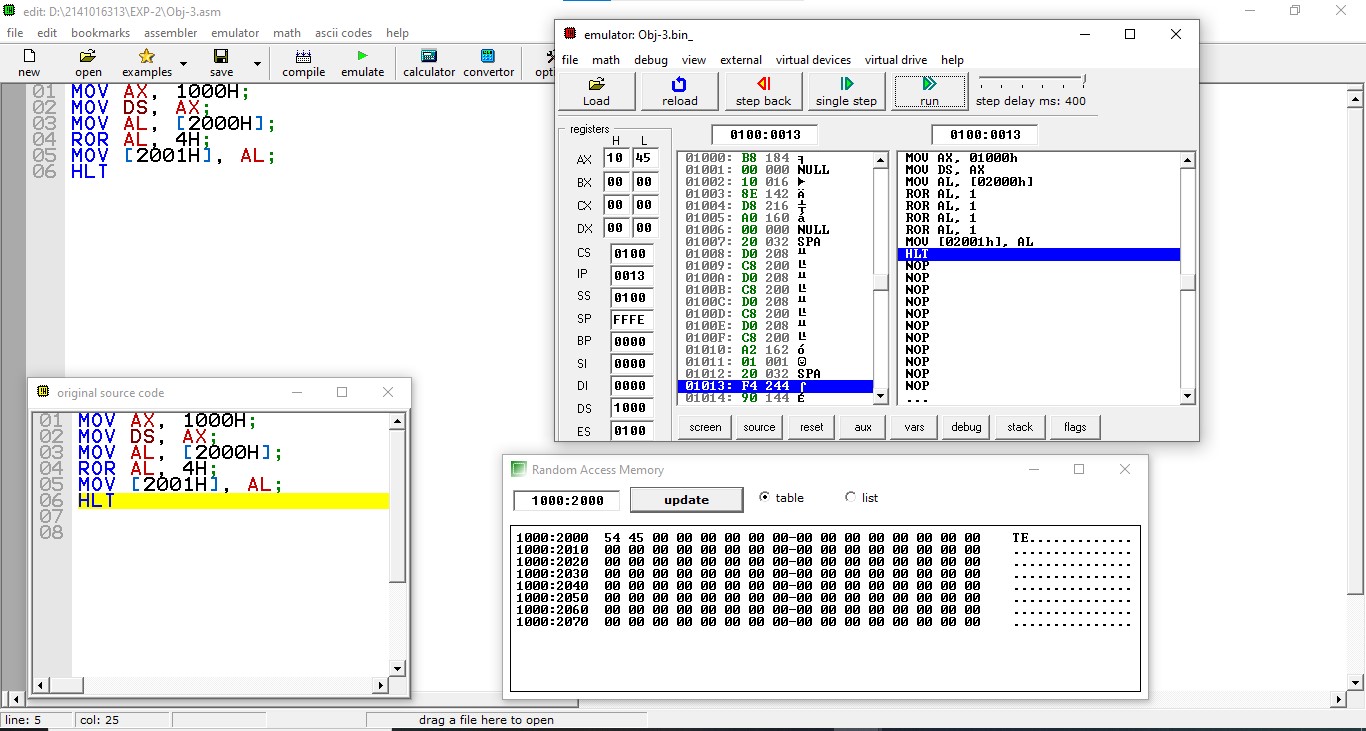 edit: D:\2141016313\EXP-2\Obj-3.asm
file edit bookmarks assembler emulator math ascii codes help
new open examples save compile emulate calculator convertor opti
01 MOV AX, 1000H;
02 MOV DS, AX;
03 MOV AL, [2000H];
04 ROR AL, 4H;
05 MOV [2001H], AL;
06 HLT
original source code
01 MOV AX, 1000H;
02 MOV DS, AX;
03 MOV AL, [2000H];
04 ROR AL, 4H;
05 MOV [2001H], AL;
06 HLT
07
08
emulator: Obj-3.bin_
file math debug view external virtual devices virtual drive help
Load reload step back single step run step delay ms: 400
registers
H L
AX 10 45
BX 00 00
CX 00 00
DX 00 00
CS 0100
IP 0013
SS 0100
SP FFFE
BP 0000
SI 0000
DI 0000
DS 1000
ES 0100
0100:0013
01000: B8 184 ╕
01001: 00 000 NULL
01002: 10 016 ►
01003: 8E 142 Ä
01004: D8 216 ╪
01005: A0 160 á
01006: 00 000 NULL
01007: 20 032 SPA
01008: D0 208 ╨
01009: C8 200 ╚
0100A: D0 208 ╨
0100B: C8 200 ╚
0100C: D0 208 ╨
0100D: C8 200 ╚
0100E: D0 208 ╨
0100F: C8 200 ╚
01010: A2 162 ó
01011: 01 001 ☺
01012: 20 032 SPA
01013: F4 244 ⌠
01014: 90 144 É
0100:0013
MOV AX, 01000h
MOV DS, AX
MOV AL, [02000h]
ROR AL, 1
ROR AL, 1
ROR AL, 1
ROR AL, 1
MOV [02001h], AL
HLT
NOP
NOP
NOP
NOP
NOP
NOP
NOP
NOP
NOP
NOP
NOP
...
screen source reset aux vars debug stack flags
Random Access Memory
1000:2000 update table list
1000:2000 54 45 00 00 00 00 00 00-00 00 00 00 00 00 00 00 TE..............
1000:2010 00 00 00 00 00 00 00 00-00 00 00 00 00 00 00 00 ................
1000:2020 00 00 00 00 00 00 00 00-00 00 00 00 00 00 00 00 ................
1000:2030 00 00 00 00 00 00 00 00-00 00 00 00 00 00 00 00 ................
1000:2040 00 00 00 00 00 00 00 00-00 00 00 00 00 00 00 00 ................
1000:2050 00 00 00 00 00 00 00 00-00 00 00 00 00 00 00 00 ................
1000:2060 00 00 00 00 00 00 00 00-00 00 00 00 00 00 00 00 ................
1000:2070 00 00 00 00 00 00 00 00-00 00 00 00 00 00 00 00 ................
line: 5 col: 25 drag a file here to open